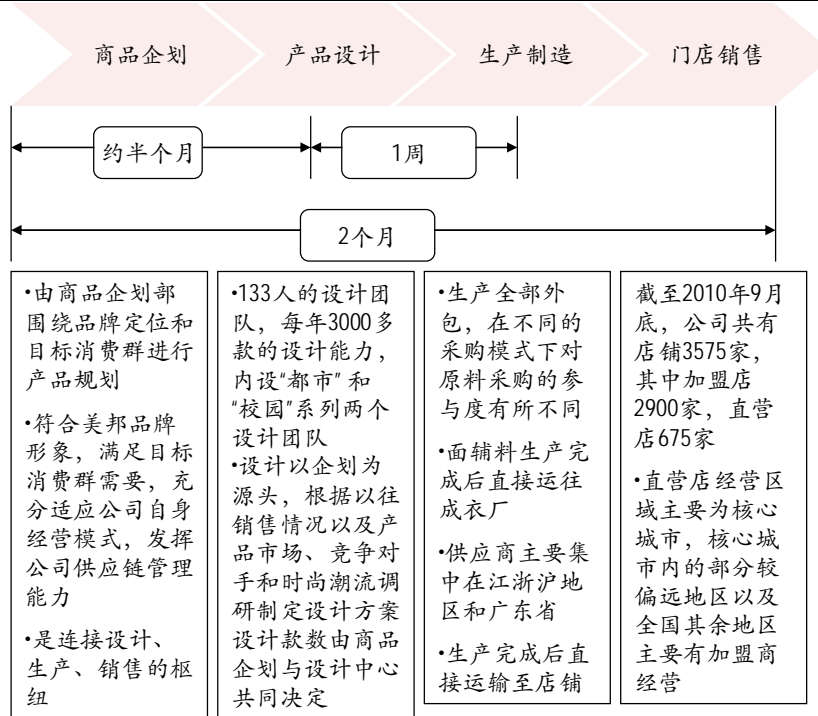 商品企划
产品设计
生产制造
门店销售
约半个月
1周
2个月
•由商品企划部
围绕品牌定位和
目标消费群进行
产品规划
•符合美邦品牌
形象，满足目标
消费群需要，充
分适应公司自身
经营模式，发挥
公司供应链管理
能力
•是连接设计、
生产、销售的枢
纽
•133人的设计团
队，每年3000多
款的设计能力，
内设“都市” 和
“校园”系列两个
设计团队
•设计以企划为
源头，根据以往
销售情况以及产
品市场、竞争对
手和时尚潮流调
研制定设计方案
设计款数由商品
企划与设计中心
共同决定
•生产全部外
包，在不同的
采购模式下对
原料采购的参
与度有所不同
•面辅料生产完
成后直接运往
成衣厂
•供应商主要集
中在江浙沪地
区和广东省
•生产完成后直
接运输至店铺
截至2010年9月
底，公司共有
店铺3575家，
其中加盟店
2900家，直营
店675家
•直营店经营区
域主要为核心
城市，核心城
市内的部分较
偏远地区以及
全国其余地区
主要有加盟商
经营